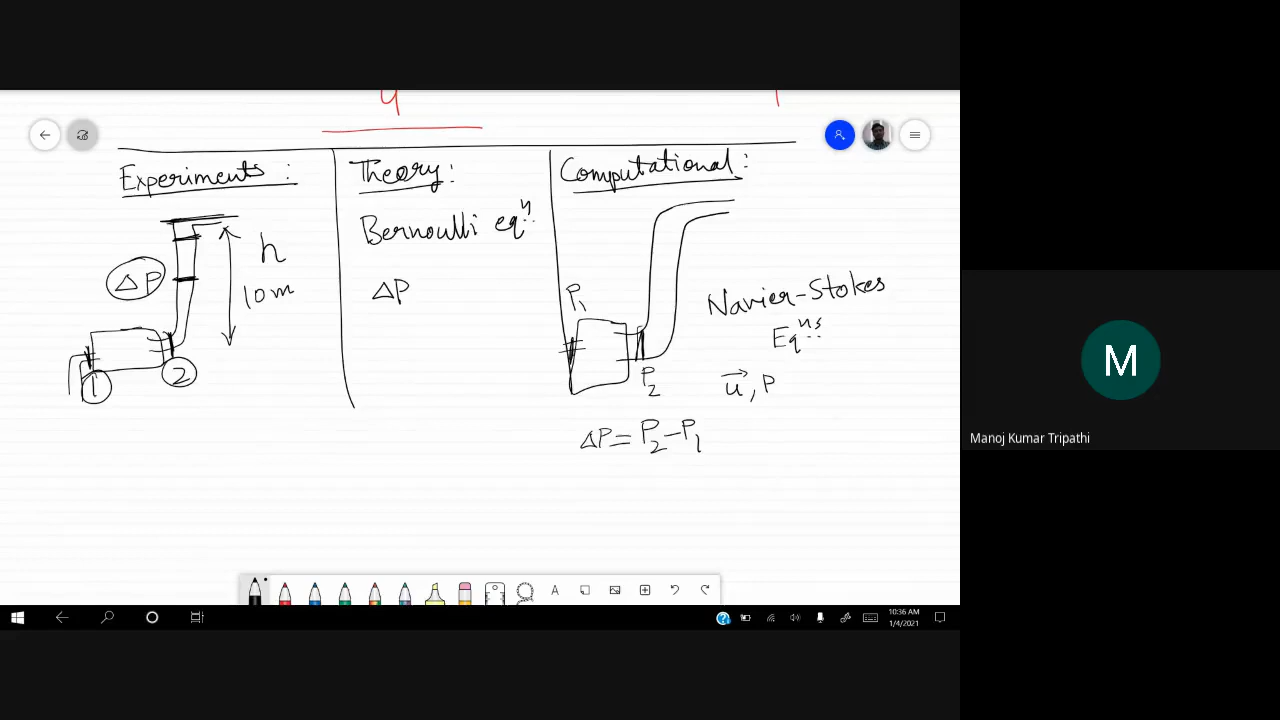 Experiments :
ΔP
h
10m
1
2
Theory :
Bernoulli eqⁿ..
ΔP
Computational :
P₁
P₂
Navier-Stokes
Eqⁿˢ..
u⃗, P
ΔP = P₂-P₁
M
Manoj Kumar Tripathi
A
10:36 AM
1/4/2021